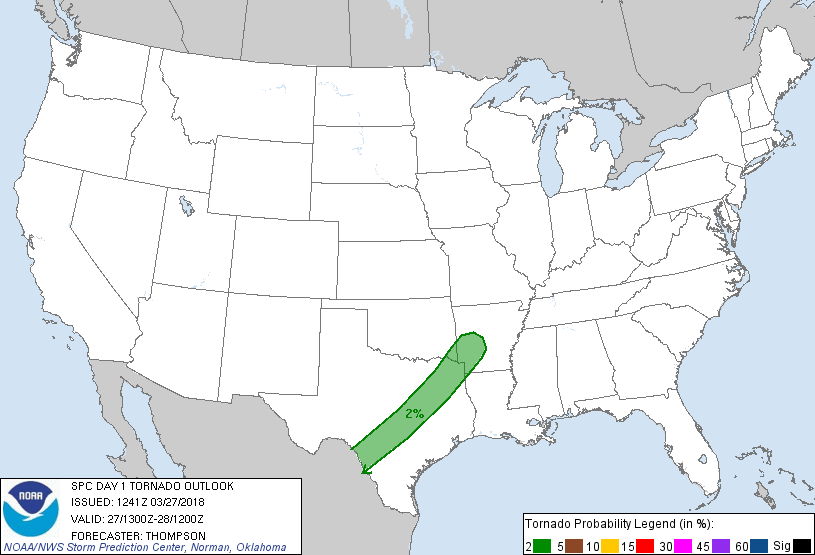 2%
NOAA
SPC DAY 1 TORNADO OUTLOOK
ISSUED: 1241Z 03/27/2018
VALID: 27/1300Z-28/1200Z
FORECASTER: THOMPSON
NOAA/NWS Storm Prediction Center, Norman, Oklahoma
Tornado Probability Legend (in %):
2 5 10 15 30 45 60 Sig